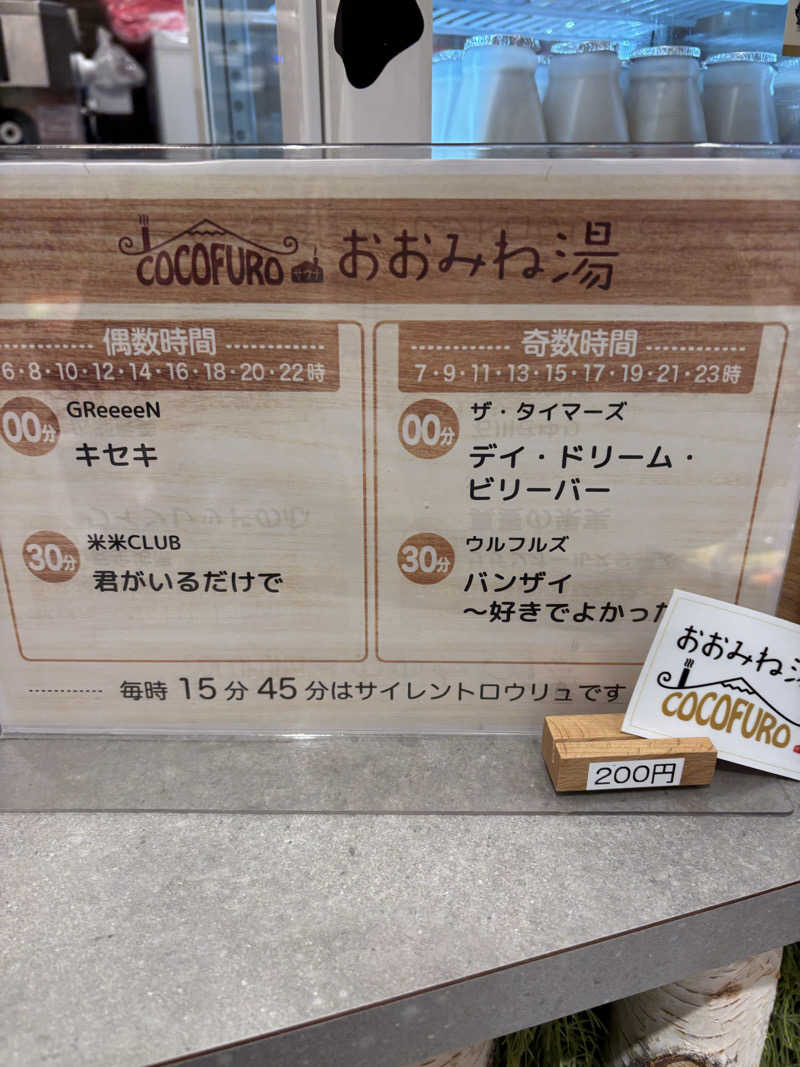 COCOFURO サウナ おおみね湯
偶数時間
6・8・10・12・14・16・18・20・22時
00分 GReeeeN
キセキ
30分 米米CLUB
君がいるだけで
奇数時間
7・9・11・13・15・17・19・21・23時
00分 ザ・タイマーズ
デイ・ドリーム・
ビリーバー
30分 ウルフルズ
バンザイ
～好きでよかった
毎時 15分 45分はサイレントロウリュです
おおみね湯
COCOFURO
200円